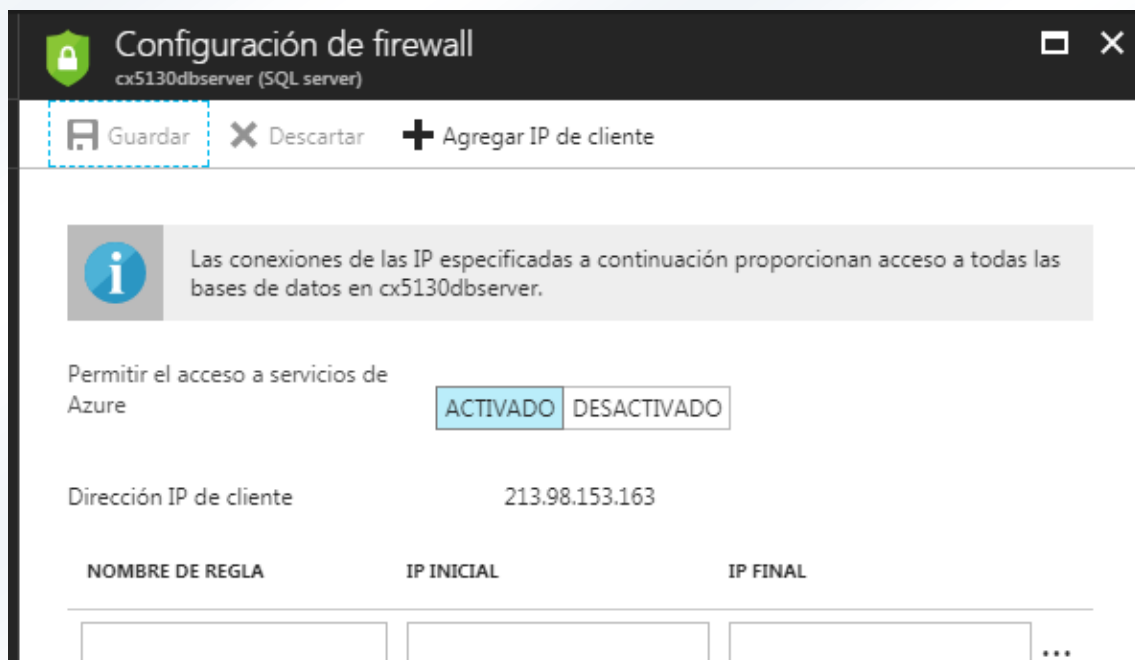 Configuración de firewall
cx5130dbserver (SQL server)
Guardar Descartar Agregar IP de cliente
Las conexiones de las IP especificadas a continuación proporcionan acceso a todas las
bases de datos en cx5130dbserver.
Permitir el acceso a servicios de
Azure
ACTIVADO DESACTIVADO
Dirección IP de cliente 213.98.153.163
NOMBRE DE REGLA IP INICIAL IP FINAL
...